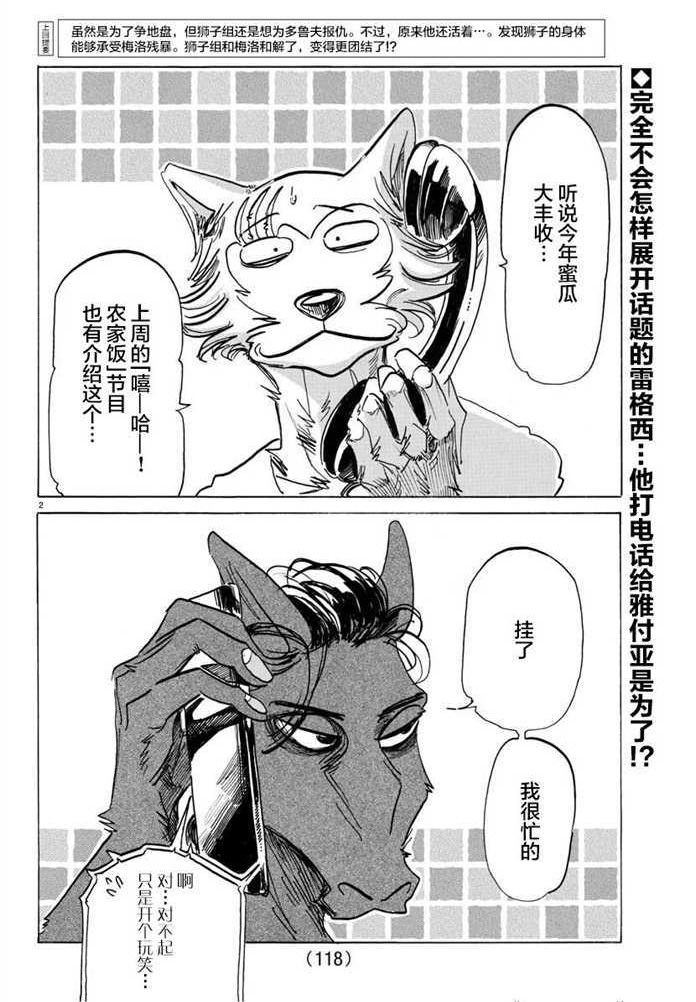 上回提要
虽然是为了争地盘，但狮子组还是想为多鲁夫报仇。不过，原来他还活着…。发现狮子的身体
能够承受梅洛残暴。狮子组和梅洛和解了，变得更团结了!?
◆完全不会怎样展开话题的雷格西…他打电话给雅付亚是为了!?
听说今年蜜瓜
大丰收…
上周的「嘻——哈——！
农家饭」节目
也有介绍这个…
2
挂了
我很忙的
啊
对…对不起
只是开个玩笑…
(118)